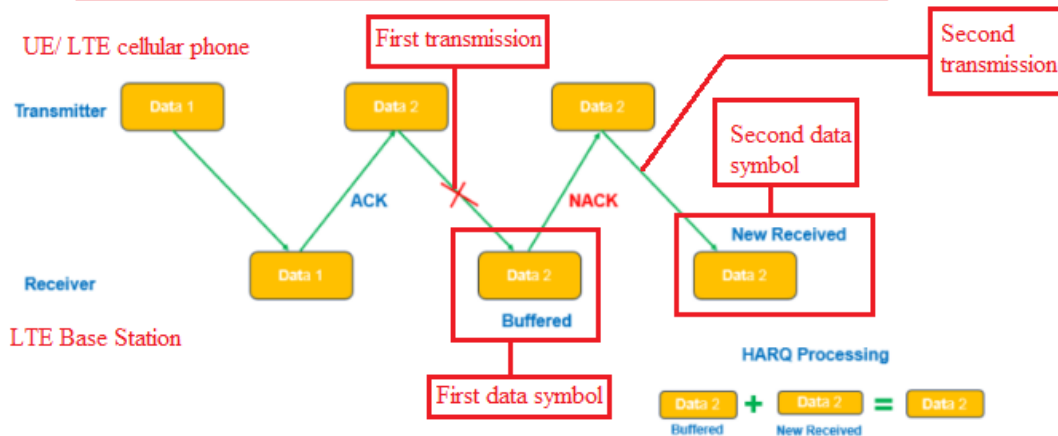 UE/ LTE cellular phone
First transmission
Second
transmission
Transmitter
Data 1
Data 2
Data 2
Second data
symbol
ACK
NACK
New Received
Receiver
Data 1
Data 2
Data 2
Buffered
LTE Base Station
HARQ Processing
First data symbol
Data 2 + Data 2 = Data 2
Buffered New Received